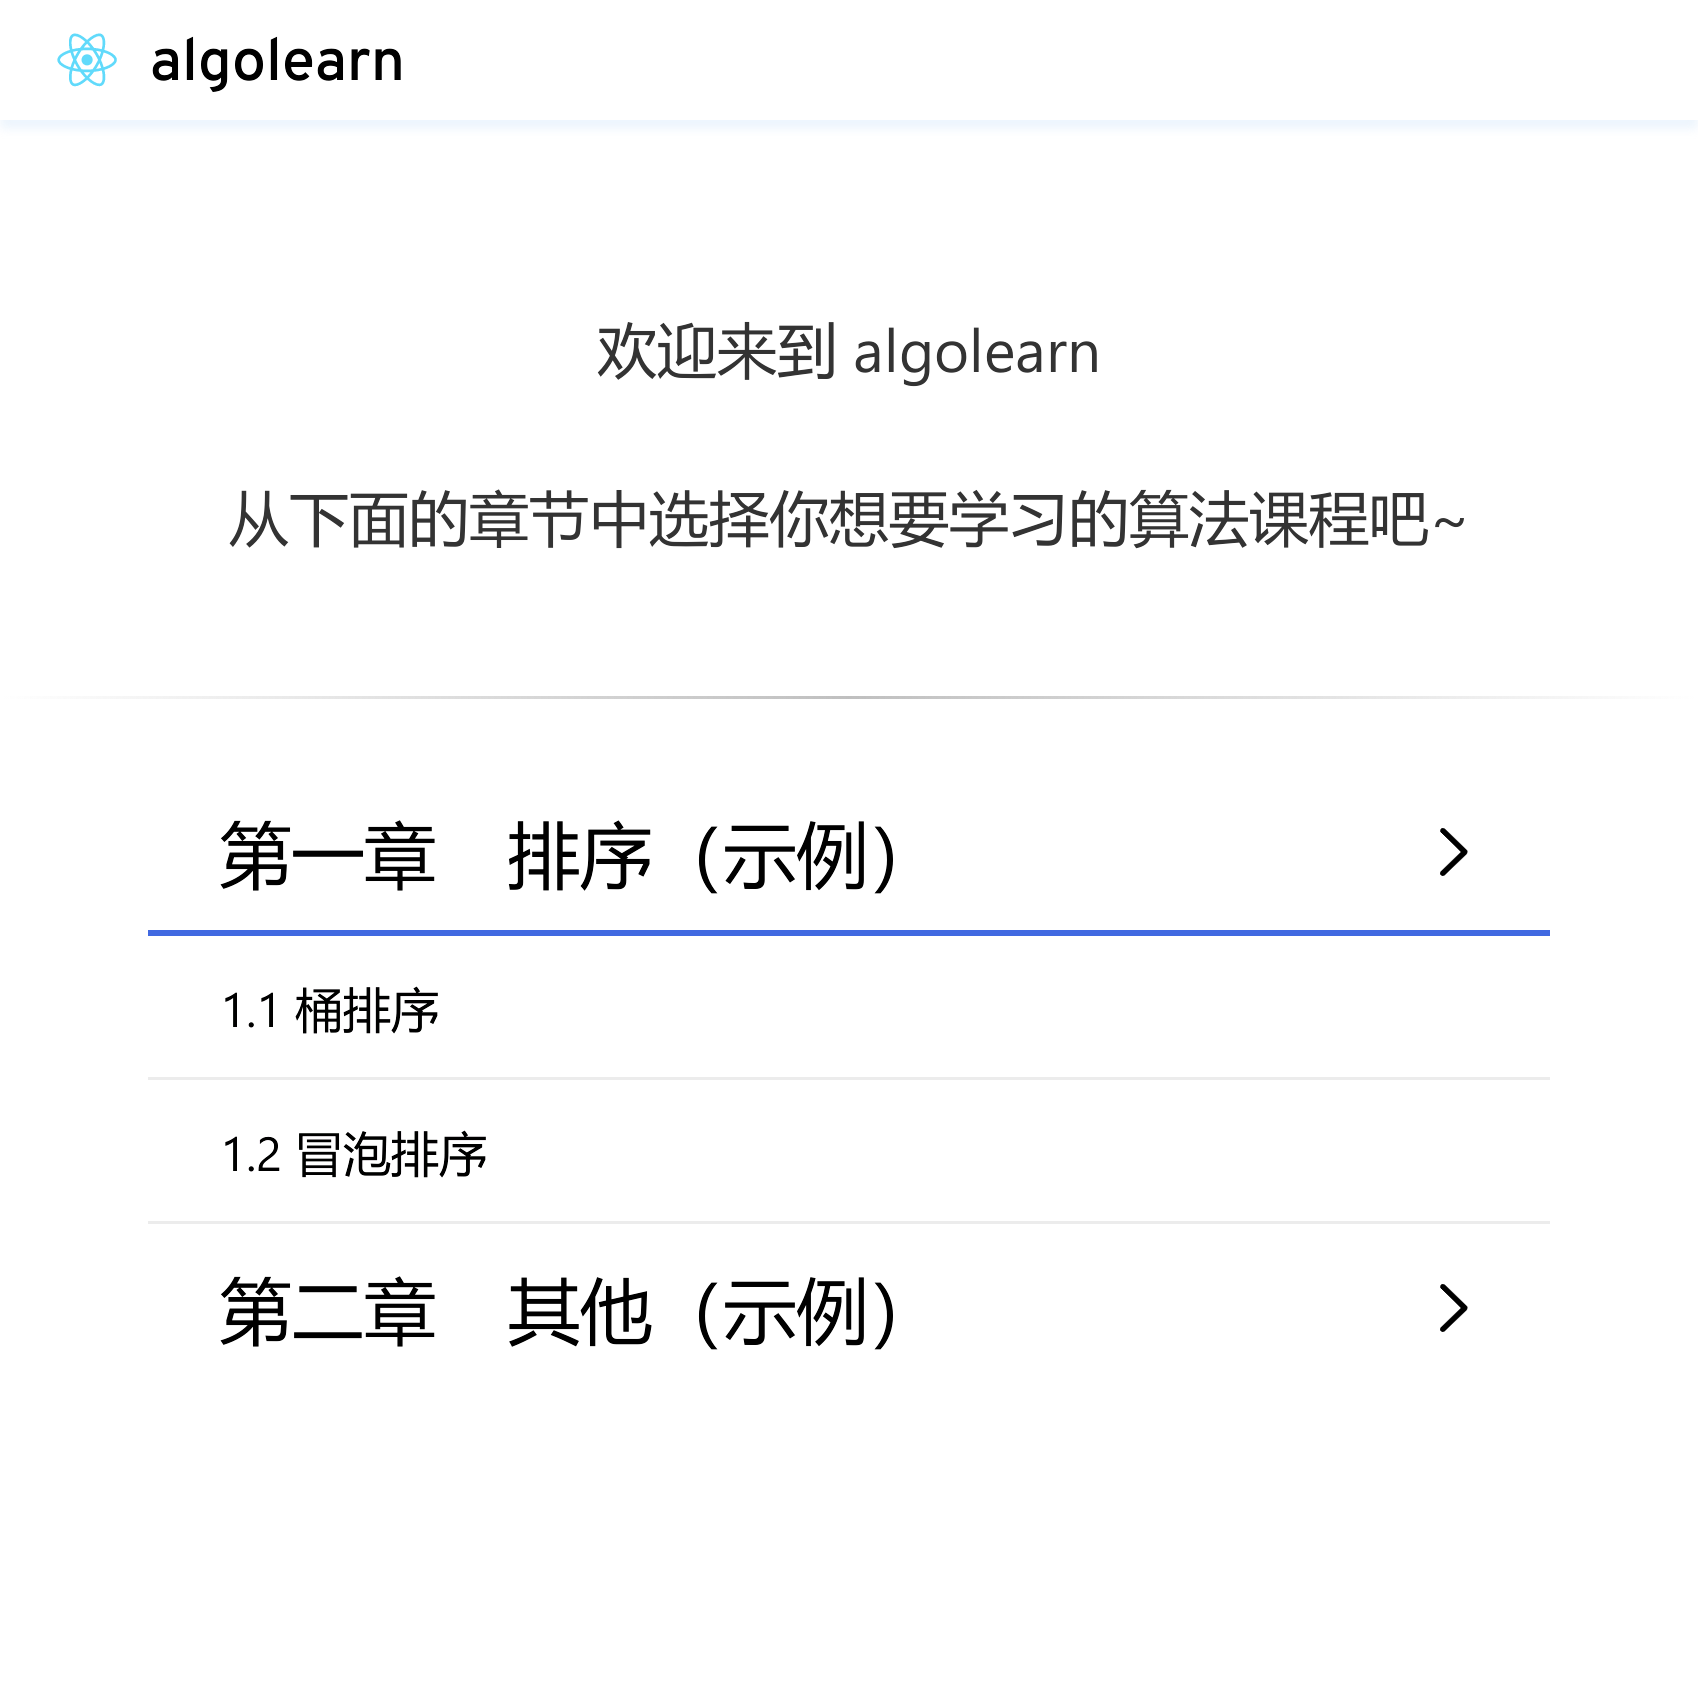 algolearn
欢迎来到 algolearn
从下面的章节中选择你想要学习的算法课程吧~
第一章　排序（示例）
1.1 桶排序
1.2 冒泡排序
第二章　其他（示例）